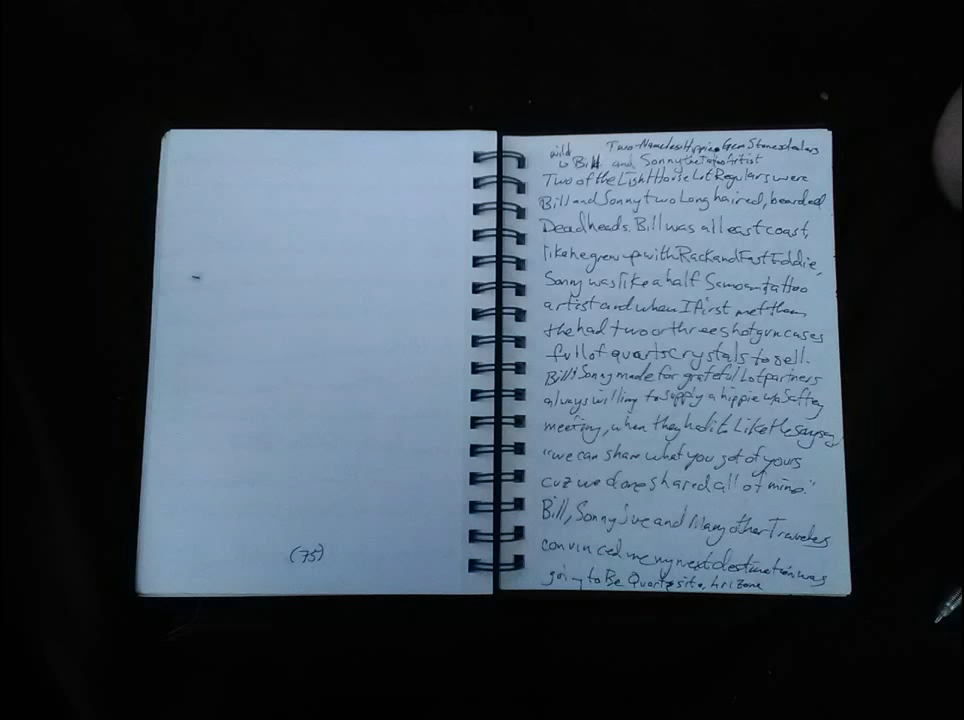 (75)
Two Nameless Hippie Gem Stones dealers
wild
Bill and Sonny the Tattoo Artist
Two of the LightHouse Lot Regulars were
Bill and Sonny two Long haired, bearded
Deadheads. Bill was all east coast,
like he grew up with Rack and Fast Eddie,
Sonny was like a half Samoan tattoo
artist and when I first met them
the had two or three shotgun cases
full of quarts crystals to sell.
Bill & Sonny made for grateful Lot partners
always willing to supply a hippie
meeting, when they had it. Like the saying
"we can share what you got of yours
cuz we done shared all of mine."
Bill, Sonny and Many other Travelers
convinced me my next destination was
going to Be Quartzsite, Arizona